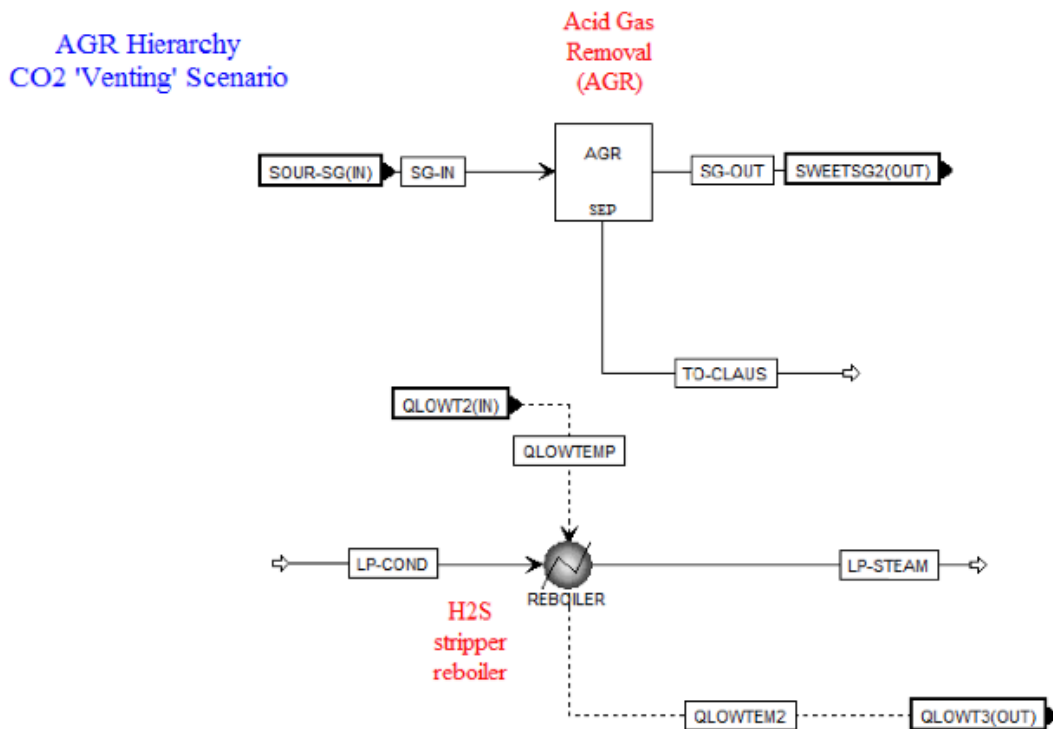 AGR Hierarchy
CO2 'Venting' Scenario
Acid Gas
Removal
(AGR)
AGR
SEP
SOUR-SG(IN)
SG-IN
SG-OUT
SWEETSG2(OUT)
TO-CLAUS
QLOWT2(IN)
QLOWTEMP
LP-COND
REBOILER
LP-STEAM
H2S
stripper
reboiler
QLOWTEM2
QLOWT3(OUT)